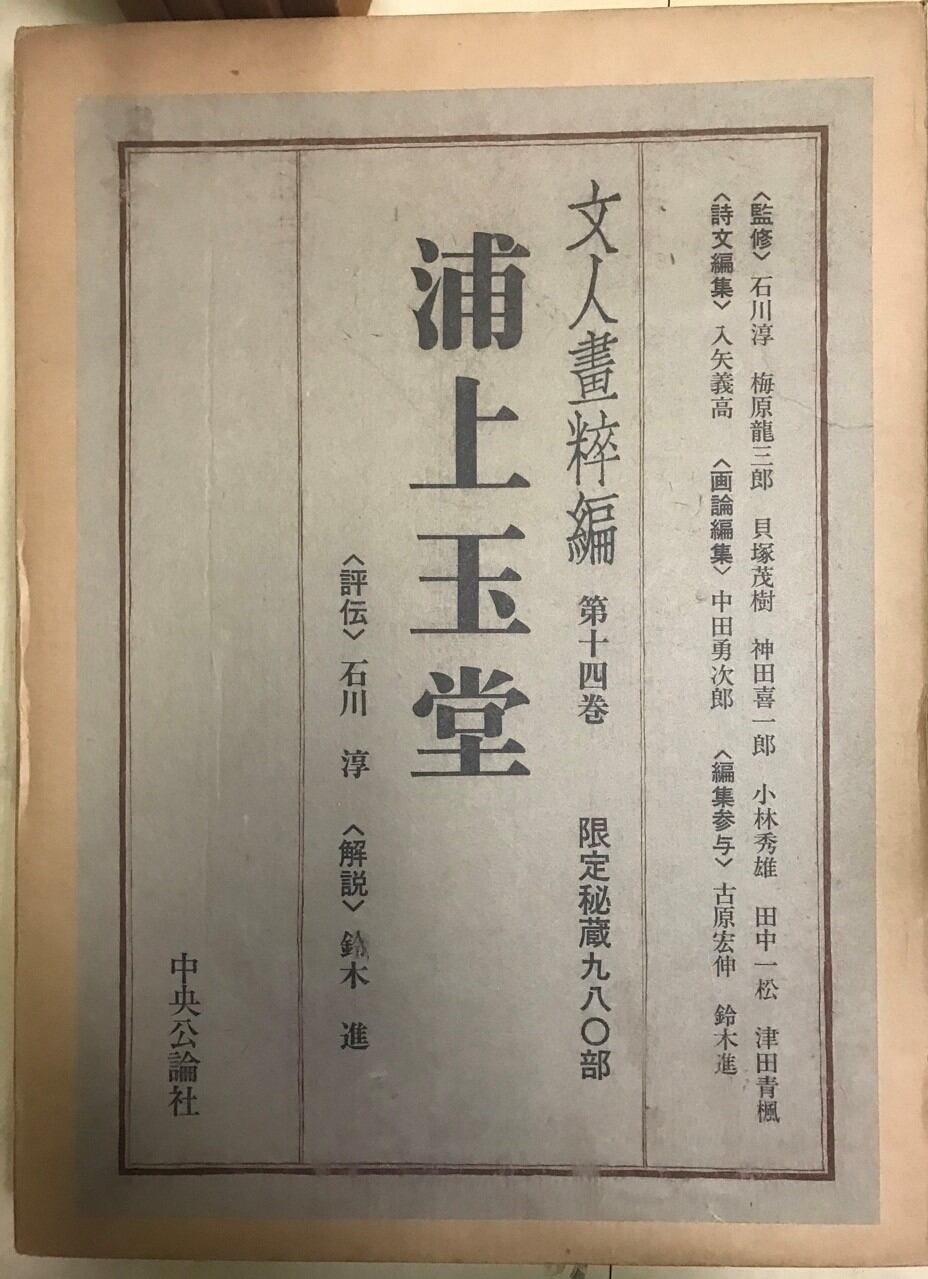 〈監修〉石川淳　梅原龍三郎　貝塚茂樹　神田喜一郎　小林秀雄　田中一松　津田青楓
〈詩文編集〉入矢義高　〈画論編集〉中田勇次郎　〈編集参与〉古原宏伸　鈴木進
文人畫粹編　第十四巻　限定秘蔵九八〇部
浦上玉堂
〈評伝〉石川　淳　〈解説〉鈴木　進
中央公論社